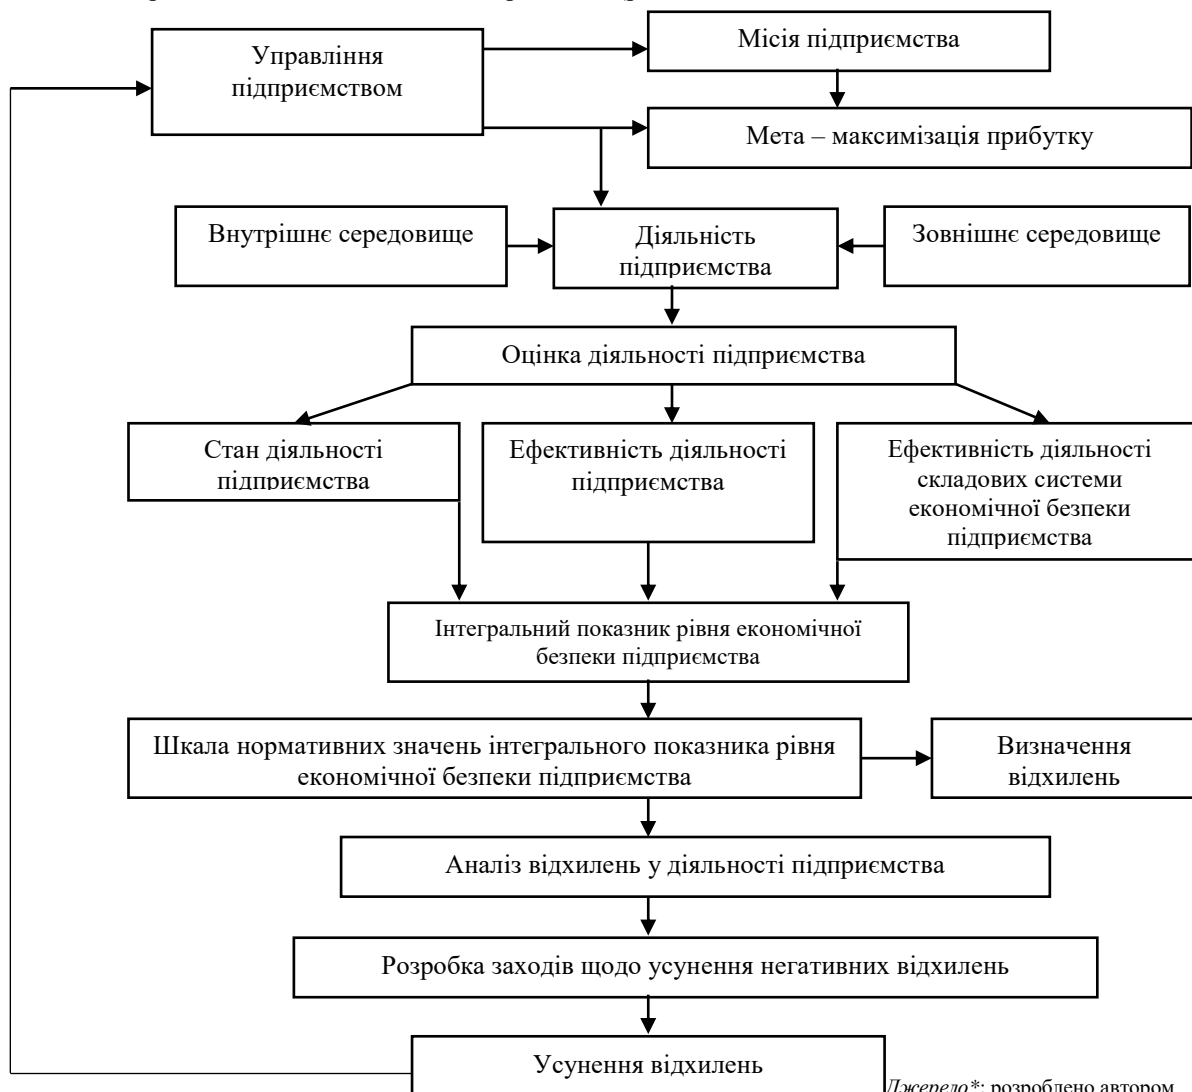 Управління
підприємством
Місія підприємства
Мета – максимізація прибутку
Внутрішнє середовище
Діяльність
підприємства
Зовнішнє середовище
Оцінка діяльності підприємства
Стан діяльності
підприємства
Ефективність діяльності
підприємства
Ефективність діяльності
складових системи
економічної безпеки
підприємства
Інтегральний показник рівня економічної
безпеки підприємства
Шкала нормативних значень інтегрального показника рівня
економічної безпеки підприємства
Визначення
відхилень
Аналіз відхилень у діяльності підприємства
Розробка заходів щодо усунення негативних відхилень
Усунення відхилень
Джерело*: розроблено автором